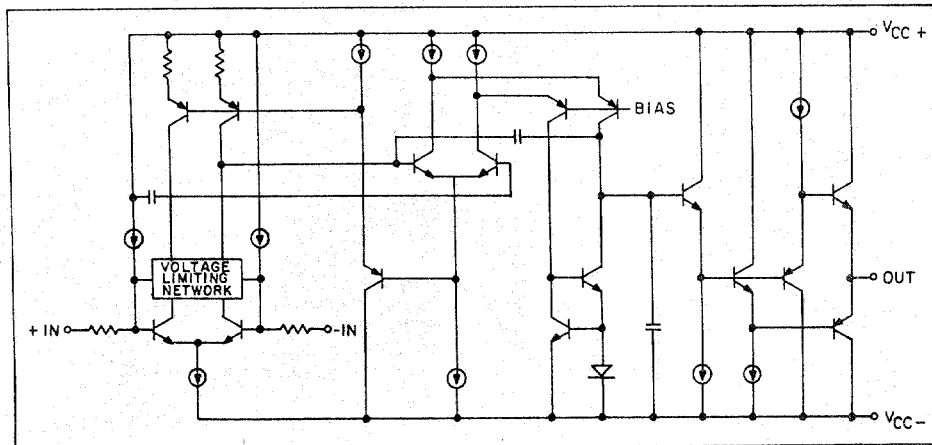 VCC+
BIAS
VOLTAGE
LIMITING
NETWORK
OUT
+ IN
-IN
VCC-